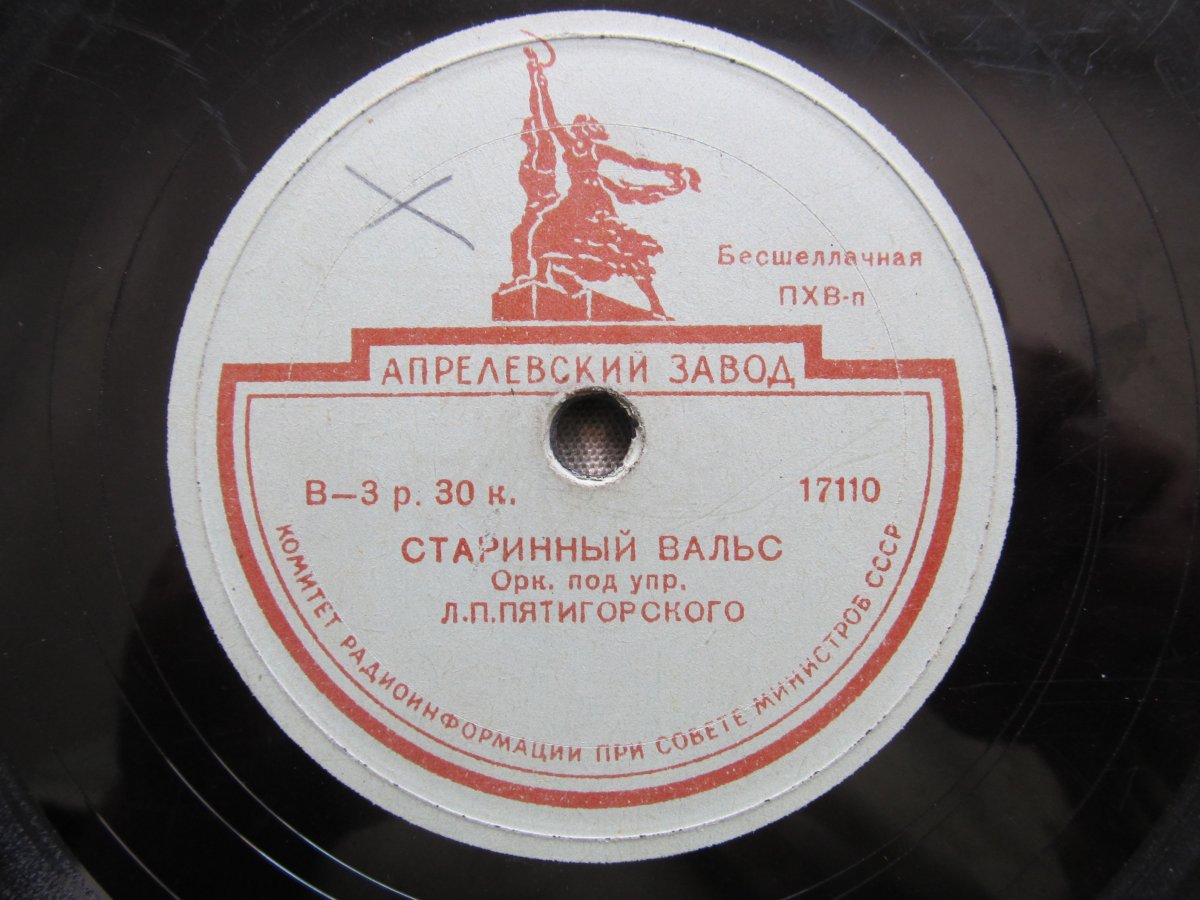 Бесшеллачная
ПХВ-п
АПРЕЛЕВСКИЙ ЗАВОД
В–3 р. 30 к. 17110
СТАРИННЫЙ ВАЛЬС
Орк. под упр.
Л.П.ПЯТИГОРСКОГО
КОМИТЕТ РАДИОИНФОРМАЦИИ ПРИ СОВЕТЕ МИНИСТРОВ СССР